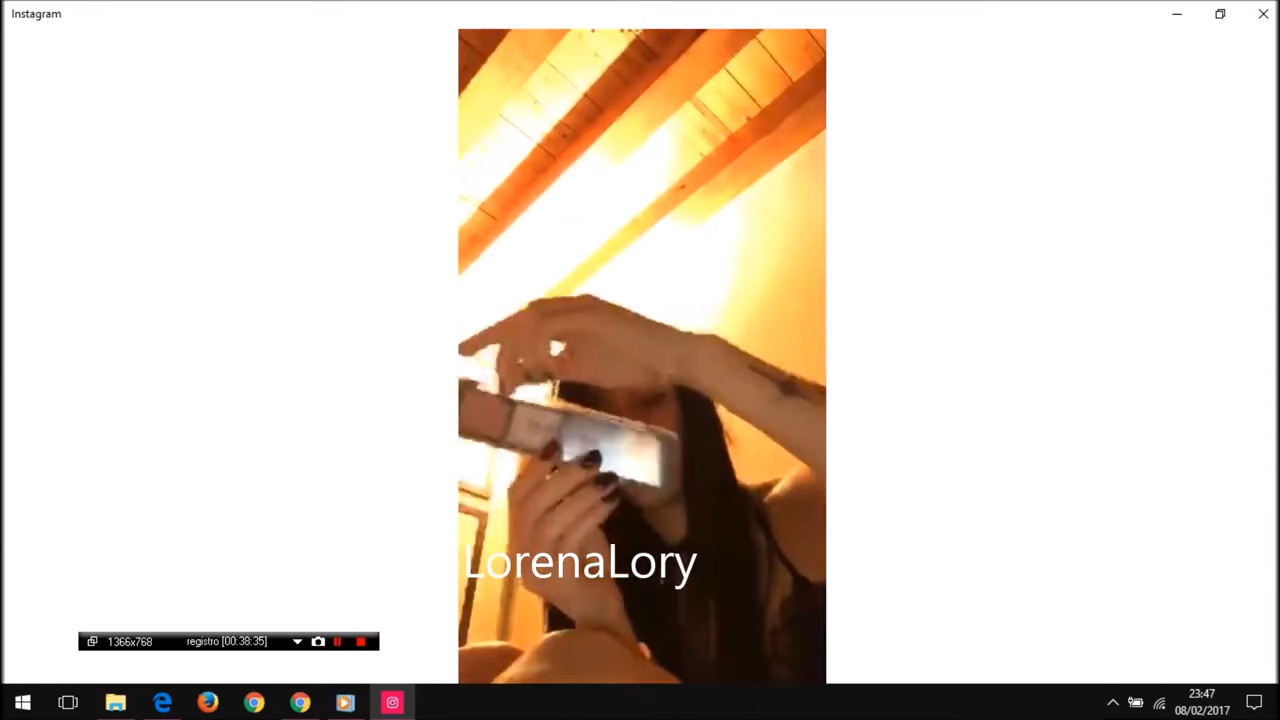 Instagram
LorenaLory
1366x768 registro [00:38:35]
23:47
08/02/2017